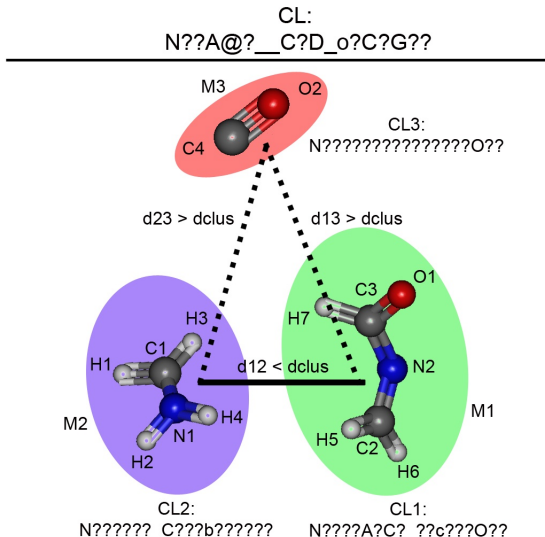 CL:
N??A@?__C?D_o?C?G??
M3
O2
C4
CL3:
N???????????????O??
d23 > dclus
d13 > dclus
O1
C3
H7
H3
C1
H1
d12 < dclus
N2
M2
H4
N1
H2
M1
H5
C2
H6
CL2:
N?????? C???b??????
CL1:
N????A?C? ??c???O??